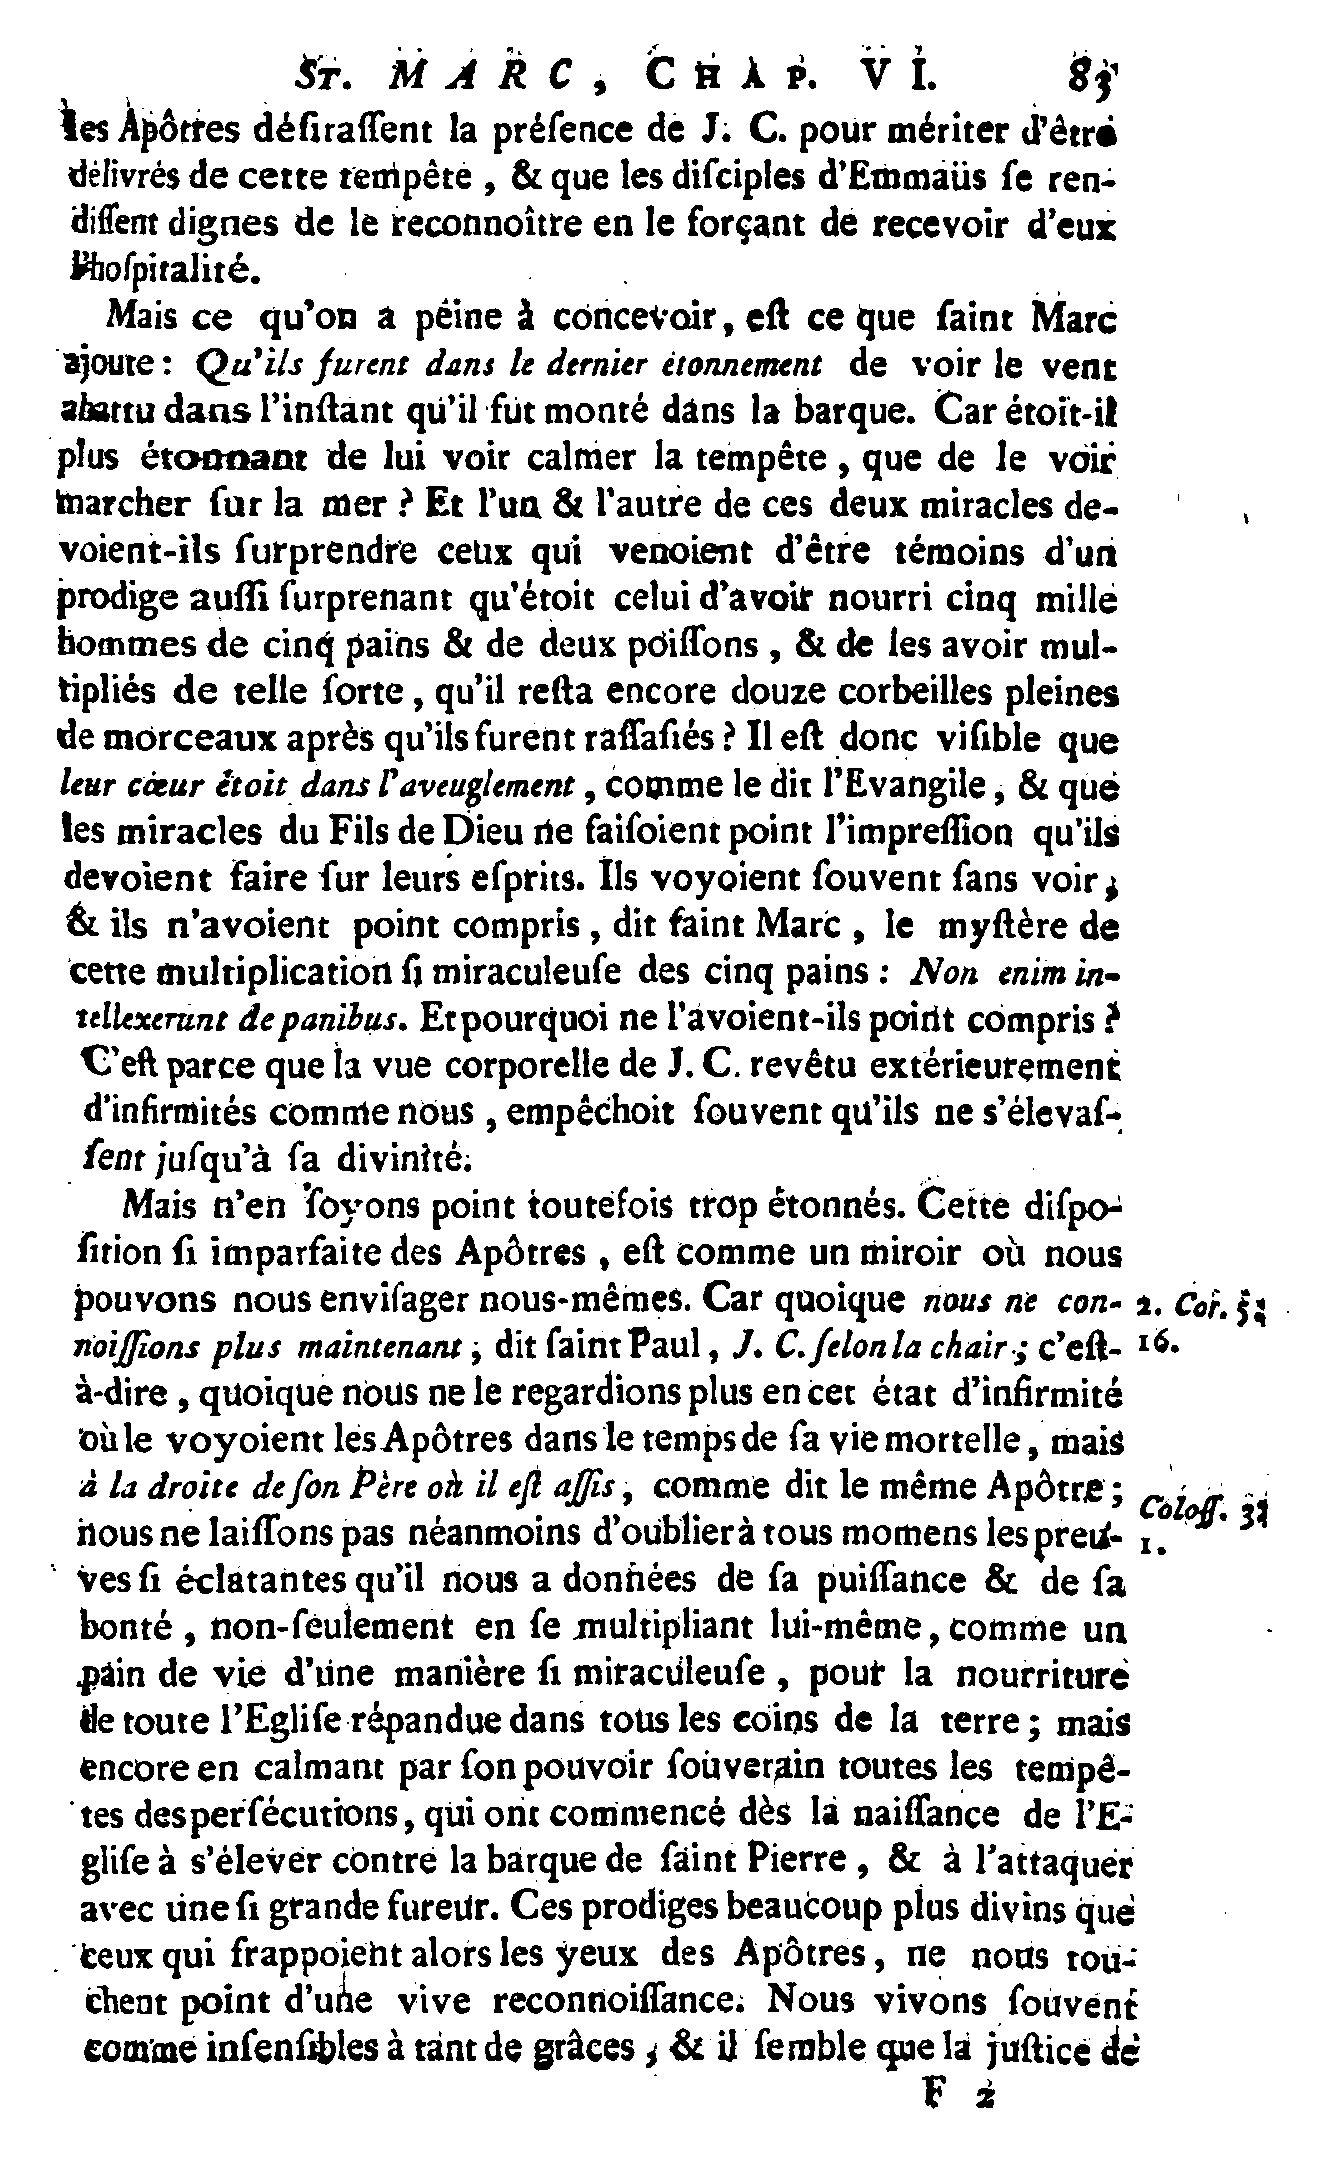 St. MARC, CHAP. VI. 83
les Apôtres désiraſſent la préſence de J. C. pour mériter d'être
délivrés de cette tempête, & que les diſciples d'Emmaüs ſe ren-
diſſent dignes de le reconnoître en le forçant de recevoir d'eux
l'hoſpitalité.
Mais ce qu'on a peine à concevoir, eſt ce que ſaint Marc
ajoute : Qu'ils furent dans le dernier étonnement de voir le vent
abattu dans l'inſtant qu'il fut monté dans la barque. Car étoit-il
plus étonnant de lui voir calmer la tempête, que de le voir
marcher ſur la mer ? Et l'un & l'autre de ces deux miracles de-
voient-ils ſurprendre ceux qui venoient d'être témoins d'un
prodige auſſi ſurprenant qu'étoit celui d'avoir nourri cinq mille
hommes de cinq pains & de deux poiſſons, & de les avoir mul-
tipliés de telle ſorte, qu'il reſta encore douze corbeilles pleines
de morceaux après qu'ils furent raſſaſiés ? Il eſt donc viſible que
leur cœur étoit dans l'aveuglement, comme le dit l'Evangile, & que
les miracles du Fils de Dieu ne faiſoient point l'impreſſion qu'ils
devoient faire ſur leurs eſprits. Ils voyoient ſouvent ſans voir,
& ils n'avoient point compris, dit ſaint Marc, le myſtère de
cette multiplication ſi miraculeuſe des cinq pains : Non enim in-
tellexerunt de panibus. Et pourquoi ne l'avoient-ils point compris ?
C'eſt parce que la vue corporelle de J. C. revêtu extérieurement
d'infirmités comme nous, empêchoit ſouvent qu'ils ne s'élevaſ-
ſent juſqu'à ſa divinité.
Mais n'en ſoyons point toutefois trop étonnés. Cette diſpo-
ſition ſi imparfaite des Apôtres, eſt comme un miroir où nous
pouvons nous enviſager nous-mêmes. Car quoique nous ne con- 2. Cor. 5.
noiſſions plus maintenant, dit ſaint Paul, J. C. ſelon la chair; c'eſt- 16.
à-dire, quoique nous ne le regardions plus en cet état d'infirmité
où le voyoient les Apôtres dans le temps de ſa vie mortelle, mais
à la droite de ſon Père où il eſt aſſis, comme dit le même Apôtre; Coloſſ. 3.
nous ne laiſſons pas néanmoins d'oublier à tous momens les preu- 1.
ves ſi éclatantes qu'il nous a données de ſa puiſſance & de ſa
bonté, non-ſeulement en ſe multipliant lui-même, comme un
pain de vie d'une manière ſi miraculeuſe, pour la nourriture
de toute l'Egliſe répandue dans tous les coins de la terre; mais
encore en calmant par ſon pouvoir ſouverain toutes les tempê-
tes des perſécutions, qui ont commencé dès la naiſſance de l'E-
gliſe à s'élever contre la barque de ſaint Pierre, & à l'attaquer
avec une ſi grande fureur. Ces prodiges beaucoup plus divins que
ceux qui frappoient alors les yeux des Apôtres, ne nous tou-
chent point d'une vive reconnoiſſance. Nous vivons ſouvent
comme inſenſibles à tant de grâces, & il ſemble que la juſtice de
F 2